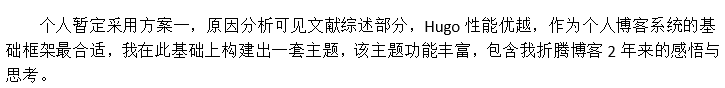 个人暂定采用方案一，原因分析可见文献综述部分，Hugo 性能优越，作为个人博客系统的基
础框架最合适，我在此基础上构建出一套主题，该主题功能丰富，包含我折腾博客 2 年来的感悟与
思考。